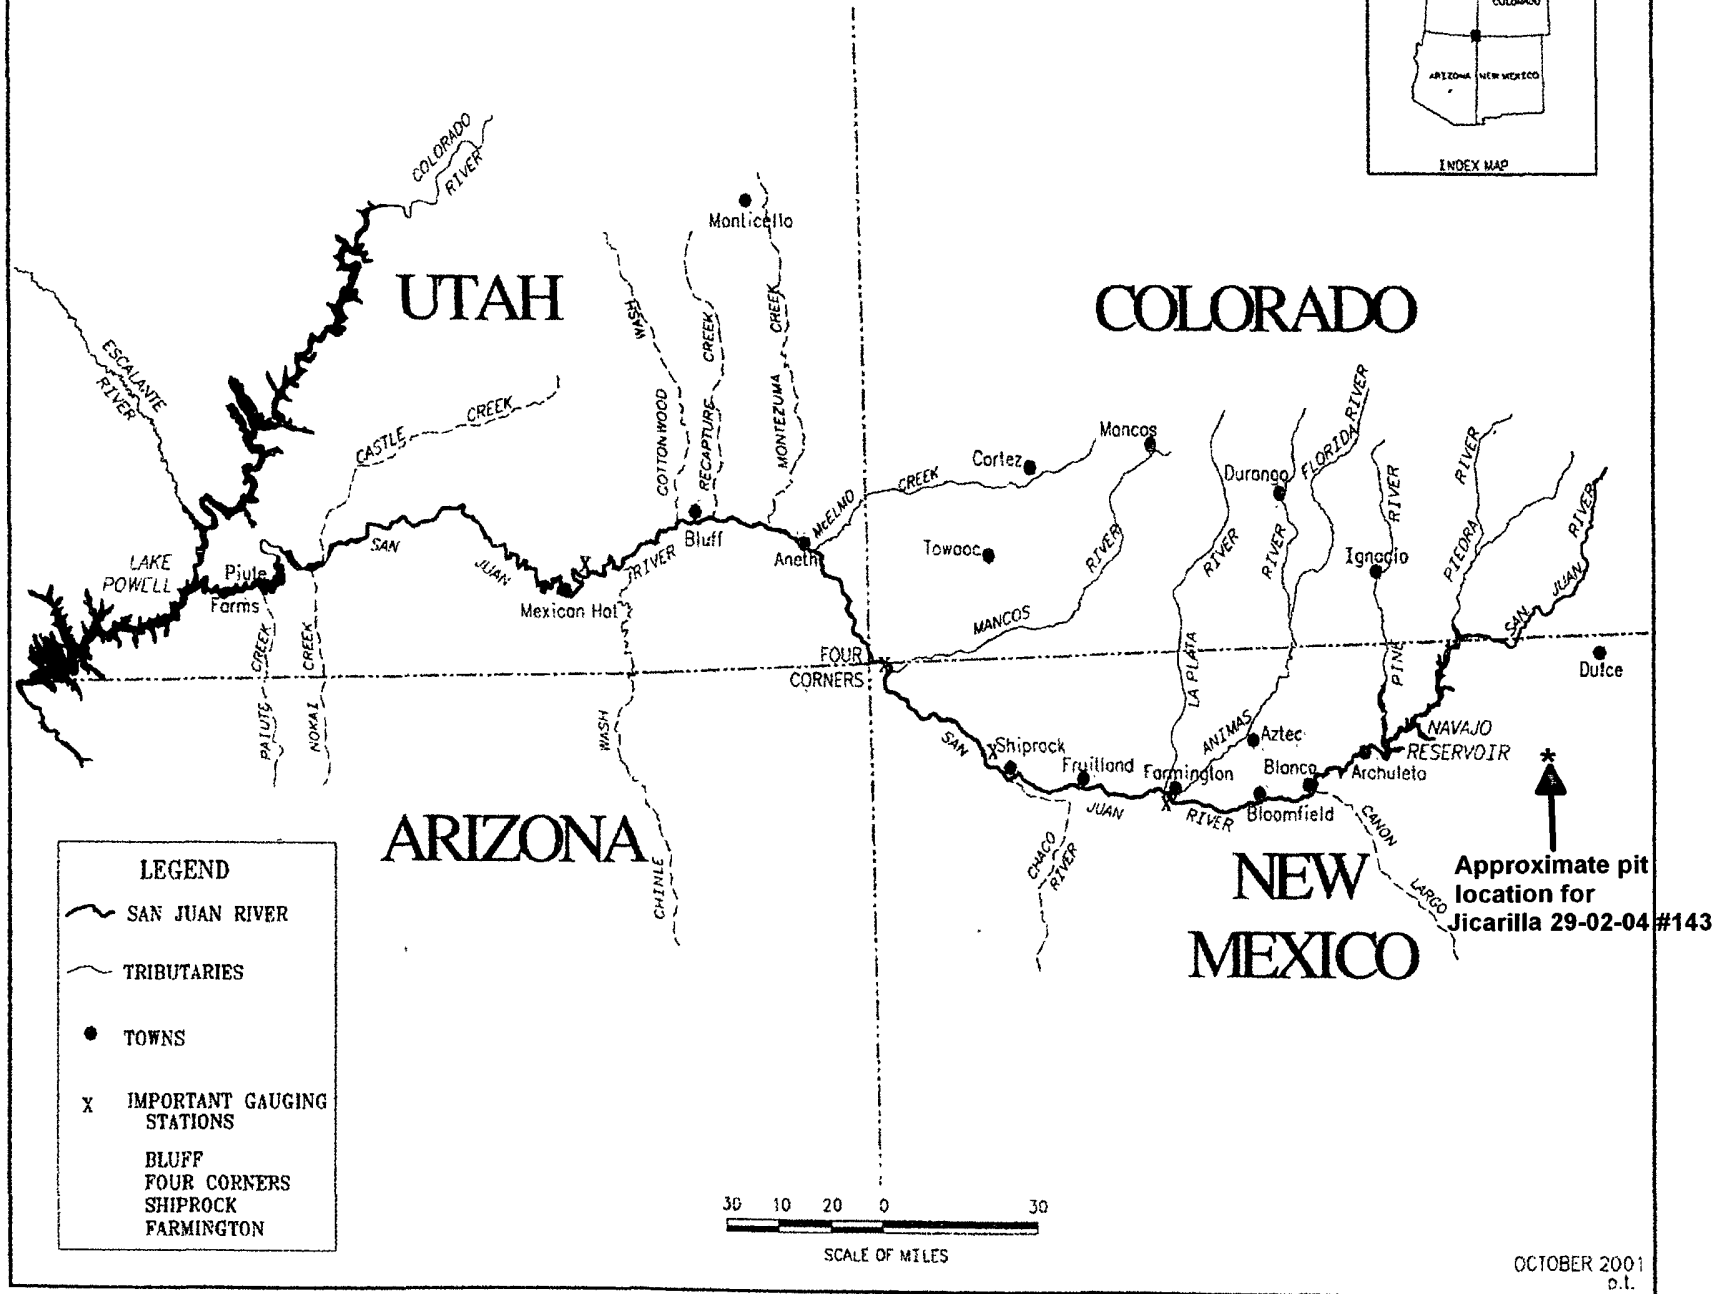 COLORADO
ARIZONA
NEW MEXICO
INDEX MAP
COLORADO
RIVER
Monticello
UTAH
COLORADO
ESCALANTE
RIVER
CASTLE
CREEK
WASH
COTTONWOOD
RECAPTURE
CREEK
MONTEZUMA
CREEK
McELMO
CREEK
Cortez
Mancos
Durango
FLORIDA
RIVER
RIVER
RIVER
RIVER
RIVER
RIVER
PIEDRA
RIVER
SAN
JUAN
RIVER
Bluff
Aneth
Towaoc
Ignacio
LAKE
POWELL
Piute
Farms
Mexican Hat
MANCOS
SAN
JUAN
RIVER
FOUR
CORNERS
LA PLATA
PINE
Dulce
CREEK
CREEK
NOKAI
WASH
SAN
Shiprock
Fruitland
Farmington
ANIMAS
Aztec
Blanco
Archuleta
NAVAJO
RESERVOIR
JUAN
RIVER
Bloomfield
CANON
LARGO
CHACO
RIVER
CHINLE
ARIZONA
NEW
MEXICO
*
Approximate pit
location for
Jicarilla 29-02-04 #143
LEGEND
SAN JUAN RIVER
TRIBUTARIES
TOWNS
X IMPORTANT GAUGING
STATIONS
BLUFF
FOUR CORNERS
SHIPROCK
FARMINGTON
30 10 20 0 30
SCALE OF MILES
OCTOBER 2001
p.t.